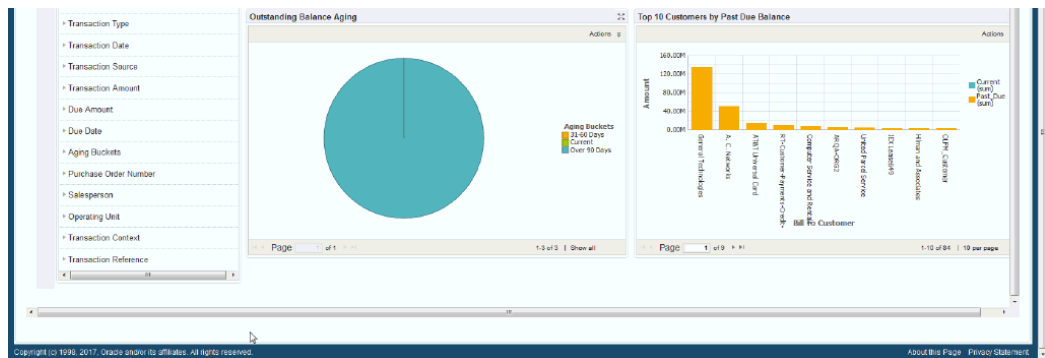 Transaction Type
Transaction Date
Transaction Source
Transaction Amount
Due Amount
Due Date
Aging Buckets
Purchase Order Number
Salesperson
Operating Unit
Transaction Context
Transaction Reference
Outstanding Balance Aging
Actions
Aging Buckets
31-60 Days
Current
Over 90 Days
Page 1 of 1
1-3 of 3 | Show all
Top 10 Customers by Past Due Balance
Actions
Amount
160.00M
120.00M
80.00M
40.00M
0.00M
General Technologies
A. C. Networks
AT&T Universal Card
RT-Customer-Payments-Credit-
Computer Service and Rentals
United Parcel Service
Hilman and Associates
Bill To Customer
Current
(sum)
Past_Due
(sum)
Page 1 of 9
1-10 of 84 | 10 per page
Copyright (c) 1998, 2017, Oracle and/or its affiliates. All rights reserved.
About this Page Privacy Statement